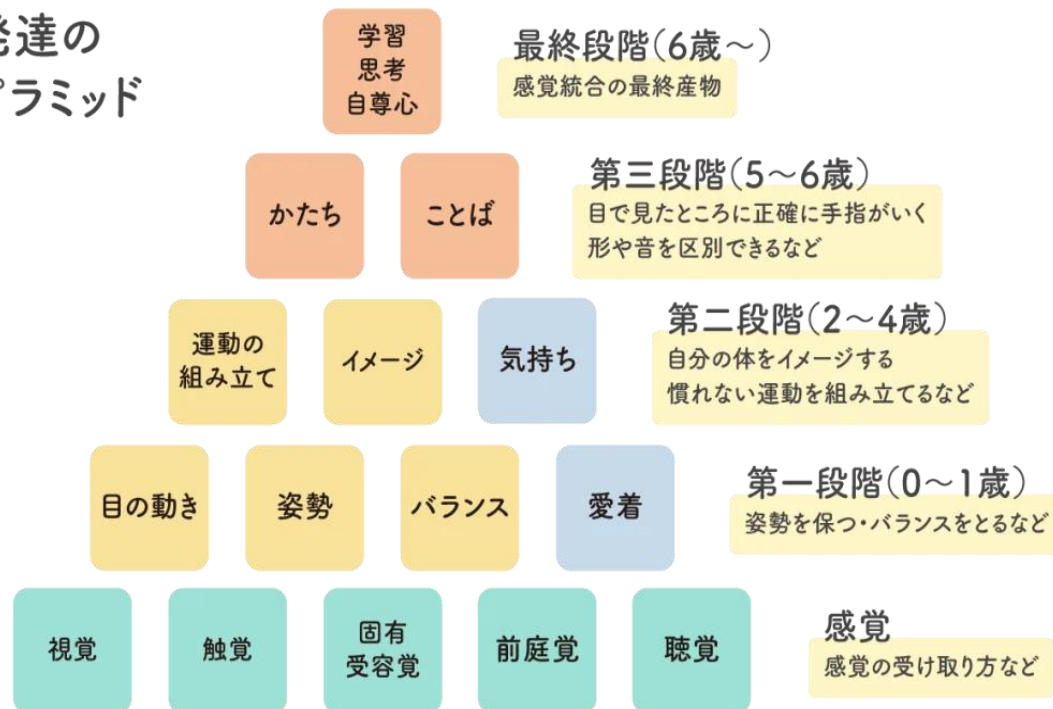 発達の
ピラミッド
学習
思考
自尊心
最終段階(6歳〜)
感覚統合の最終産物
かたち
ことば
第三段階(5〜6歳)
目で見たところに正確に手指がいく
形や音を区別できるなど
運動の
組み立て
イメージ
気持ち
第二段階(2〜4歳)
自分の体をイメージする
慣れない運動を組み立てるなど
目の動き
姿勢
バランス
愛着
第一段階(0〜1歳)
姿勢を保つ・バランスをとるなど
視覚
触覚
固有
受容覚
前庭覚
聴覚
感覚
感覚の受け取り方など